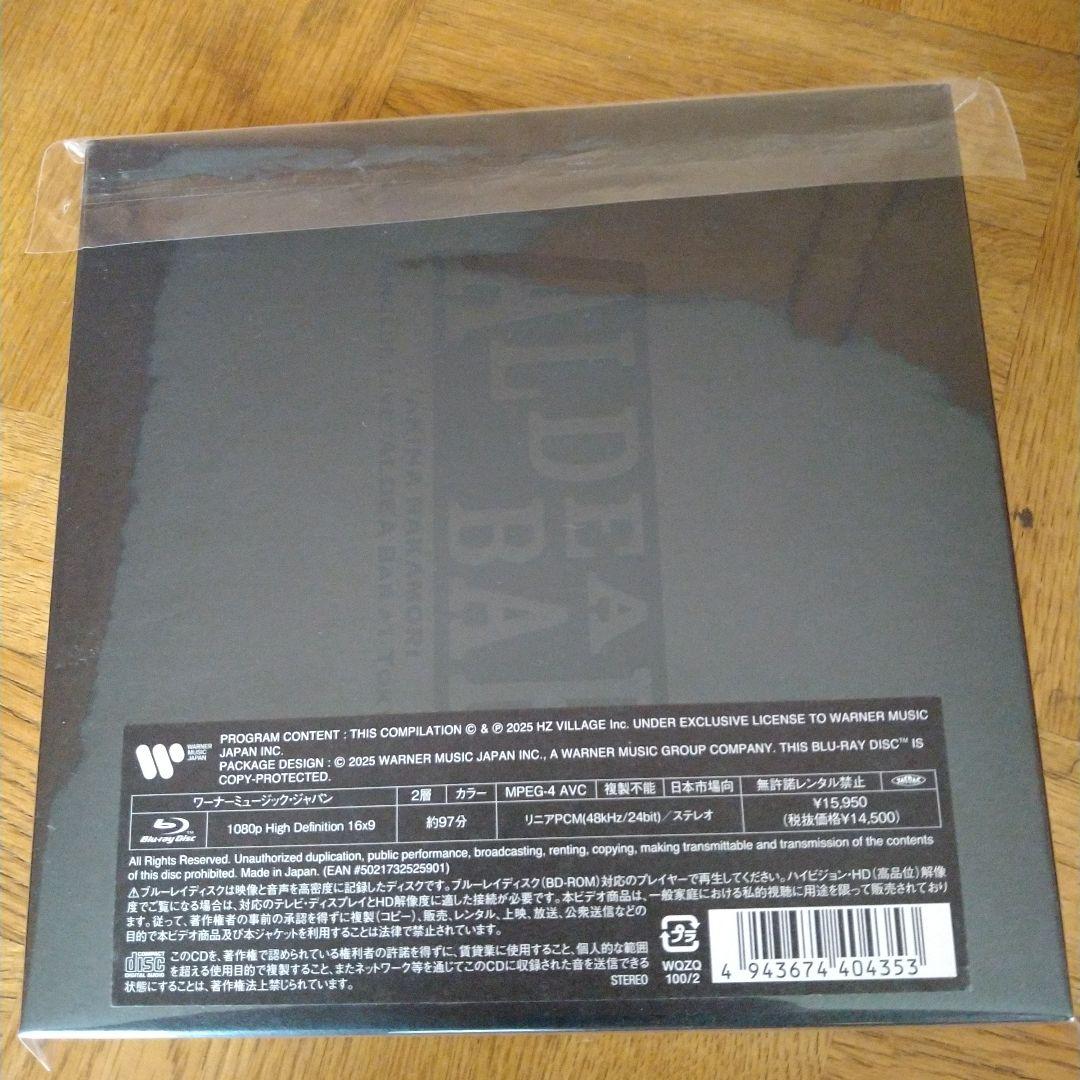 ALDEBA
BA
AKINA NAKAMORI
LIVE
PROGRAM CONTENT : THIS COMPILATION © & ℗ 2025 HZ VILLAGE Inc. UNDER EXCLUSIVE LICENSE TO WARNER MUSIC
JAPAN INC.
PACKAGE DESIGN : © 2025 WARNER MUSIC JAPAN INC., A WARNER MUSIC GROUP COMPANY. THIS BLU-RAY DISC™ IS
COPY-PROTECTED.
WARNER
MUSIC
JAPAN
ワーナーミュージック・ジャパン 2層 カラー MPEG-4 AVC 複製不能 日本市場向 無許諾レンタル禁止
Blu-ray Disc 1080p High Definition 16x9 約97分 リニアPCM(48kHz/24bit)/ステレオ ¥15,950
(税抜価格¥14,500)
All Rights Reserved. Unauthorized duplication, public performance, broadcasting, renting, copying, making transmittable and transmission of the contents
of this disc prohibited. Made in Japan. (EAN #5021732525901)
⚠ブルーレイディスクは映像と音声を高密度に記録したディスクです。ブルーレイディスク(BD-ROM)対応のプレイヤーで再生してください。ハイビジョン・HD(高品位)解像
度でご覧になる場合は、対応のテレビ・ディスプレイとHD解像度に適した接続が必要です。本ビデオ商品は、一般家庭における私的視聴に用途を限って販売されており
ます。従って、著作権者の事前の承認を得ずに複製(コピー)、販売、レンタル、上映、放送、公衆送信などの
目的で本ビデオ商品及び本ジャケットを利用することは法律で禁止されています。
COMPACT
disc
DIGITAL AUDIO
このCDを、著作権で認められている権利者の許諾を得ずに、賃貸業に使用すること、個人的な範囲
を超える使用目的で複製すること、またネットワーク等を通じてこのCDに収録された音を送信できる
状態にすることは、著作権法上禁じられています。
STEREO
WQZQ
100/2
4 943674 404353